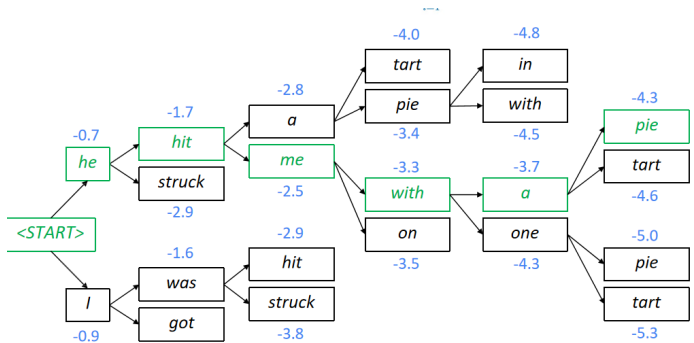 -4.0 -4.8
tart in
-2.8
-1.7 a pie with -4.3
-0.7 hit -3.4 -4.5 pie
he me -3.3 -3.7 tart
struck -2.5 with a -4.6
-2.9
<START> -2.9 on one -5.0
-1.6 hit -3.5 -4.3 pie
was
I struck tart
got
-0.9 -3.8 -5.3